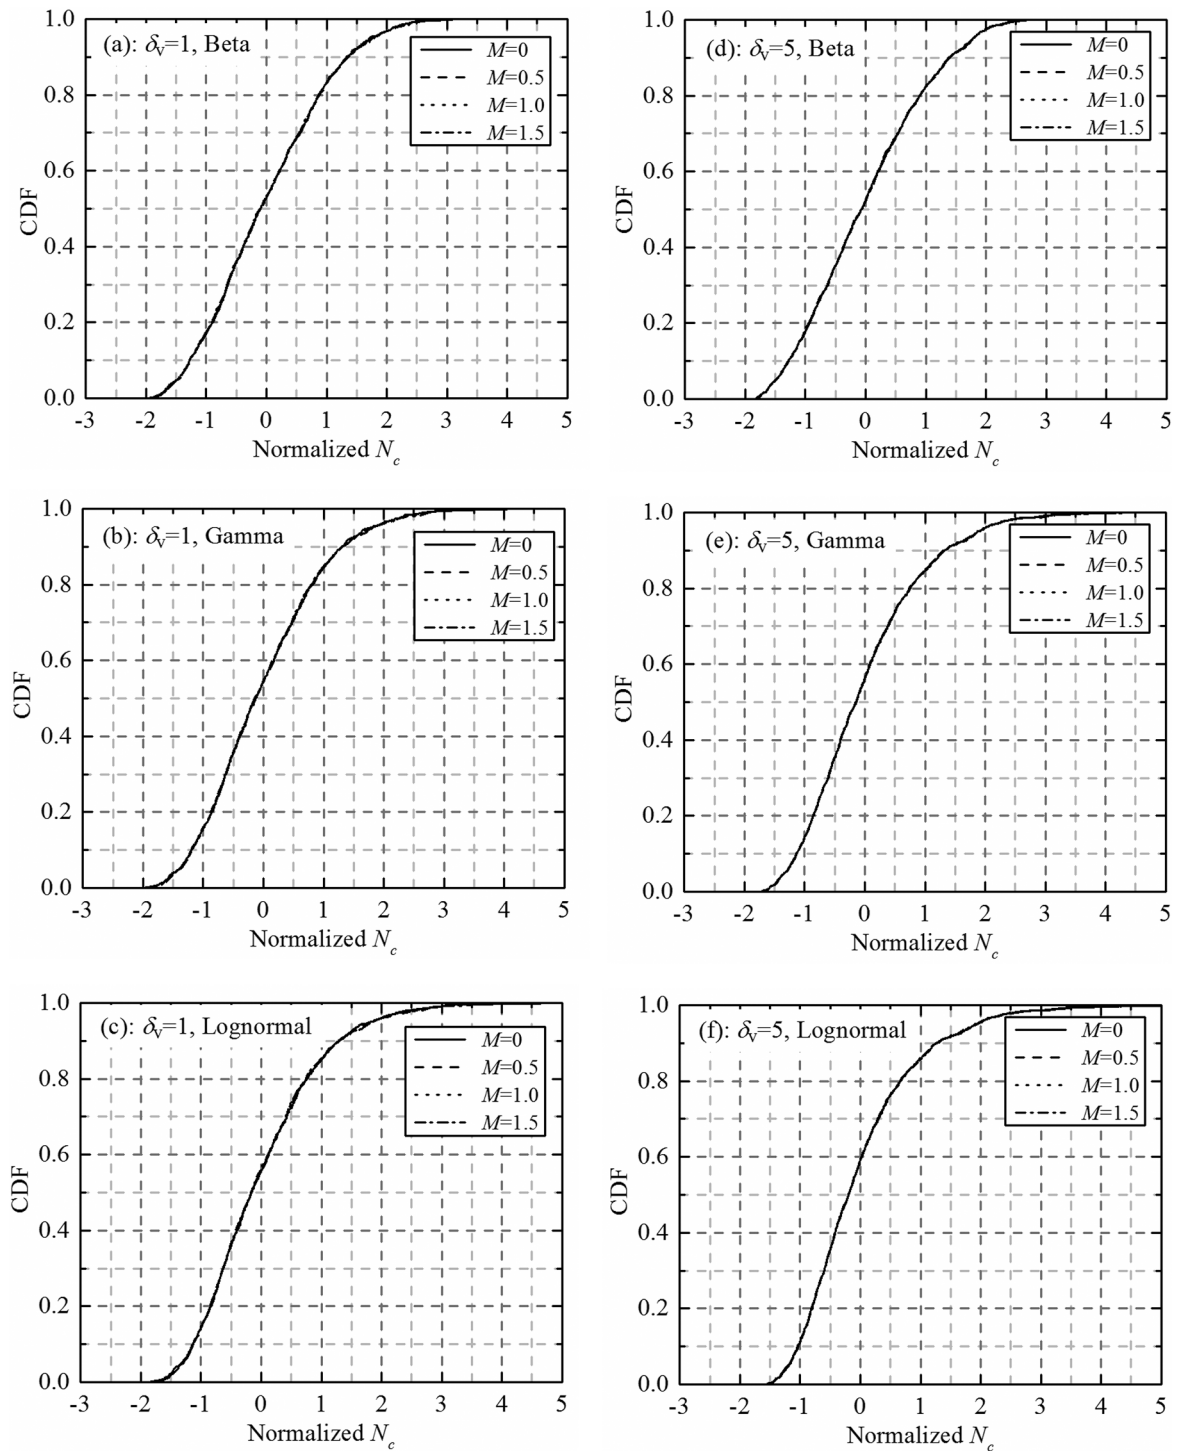 (a): δv=1, Beta
M=0
M=0.5
M=1.0
M=1.5
CDF
1.0
0.8
0.6
0.4
0.2
0.0
-3 -2 -1 0 1 2 3 4 5
Normalized Nc
(d): δv=5, Beta
M=0
M=0.5
M=1.0
M=1.5
CDF
1.0
0.8
0.6
0.4
0.2
0.0
-3 -2 -1 0 1 2 3 4 5
Normalized Nc
(b): δv=1, Gamma
M=0
M=0.5
M=1.0
M=1.5
CDF
1.0
0.8
0.6
0.4
0.2
0.0
-3 -2 -1 0 1 2 3 4 5
Normalized Nc
(e): δv=5, Gamma
M=0
M=0.5
M=1.0
M=1.5
CDF
1.0
0.8
0.6
0.4
0.2
0.0
-3 -2 -1 0 1 2 3 4 5
Normalized Nc
(c): δv=1, Lognormal
M=0
M=0.5
M=1.0
M=1.5
CDF
1.0
0.8
0.6
0.4
0.2
0.0
-3 -2 -1 0 1 2 3 4 5
Normalized Nc
(f): δv=5, Lognormal
M=0
M=0.5
M=1.0
M=1.5
CDF
1.0
0.8
0.6
0.4
0.2
0.0
-3 -2 -1 0 1 2 3 4 5
Normalized Nc